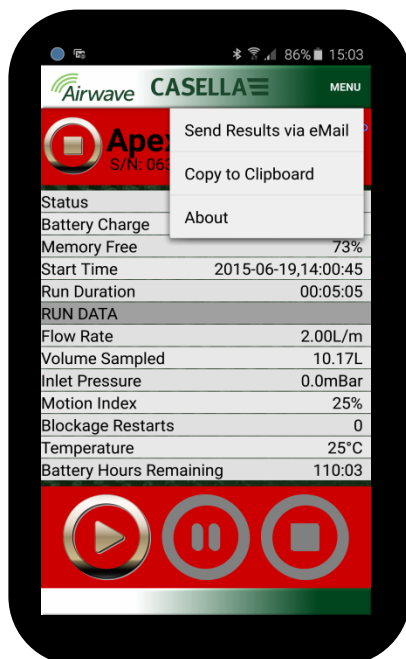 86% 15:03
Airwave CASELLA MENU
Send Results via eMail
Copy to Clipboard
About
S/N: 063
Status
Battery Charge
Memory Free 73%
Start Time 2015-06-19,14:00:45
Run Duration 00:05:05
RUN DATA
Flow Rate 2.00L/m
Volume Sampled 10.17L
Inlet Pressure 0.0mBar
Motion Index 25%
Blockage Restarts 0
Temperature 25°C
Battery Hours Remaining 110:03